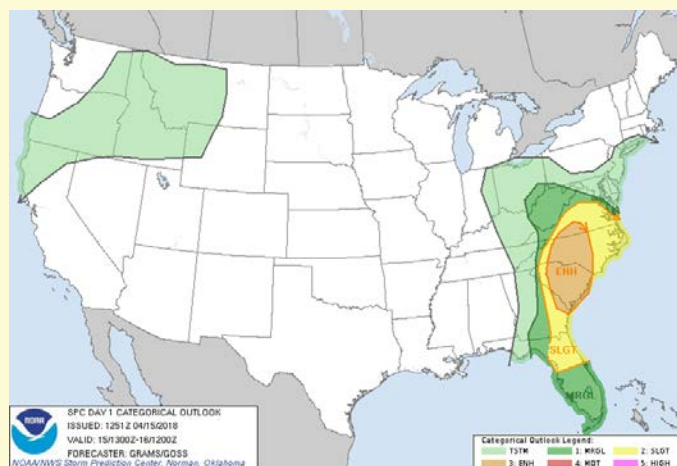 ENH
SLGT
MRGL
NOAA
SPC DAY 1 CATEGORICAL OUTLOOK
ISSUED: 1251Z 04/15/2018
VALID: 15/1300Z-16/1200Z
FORECASTER: GRAMS/GOSS
NOAA/NWS Storm Prediction Center, Norman, Oklahoma
Categorical Outlook Legend:
TSTM 1: MRGL 2: SLGT
3: ENH 4: MDT 5: HIGH